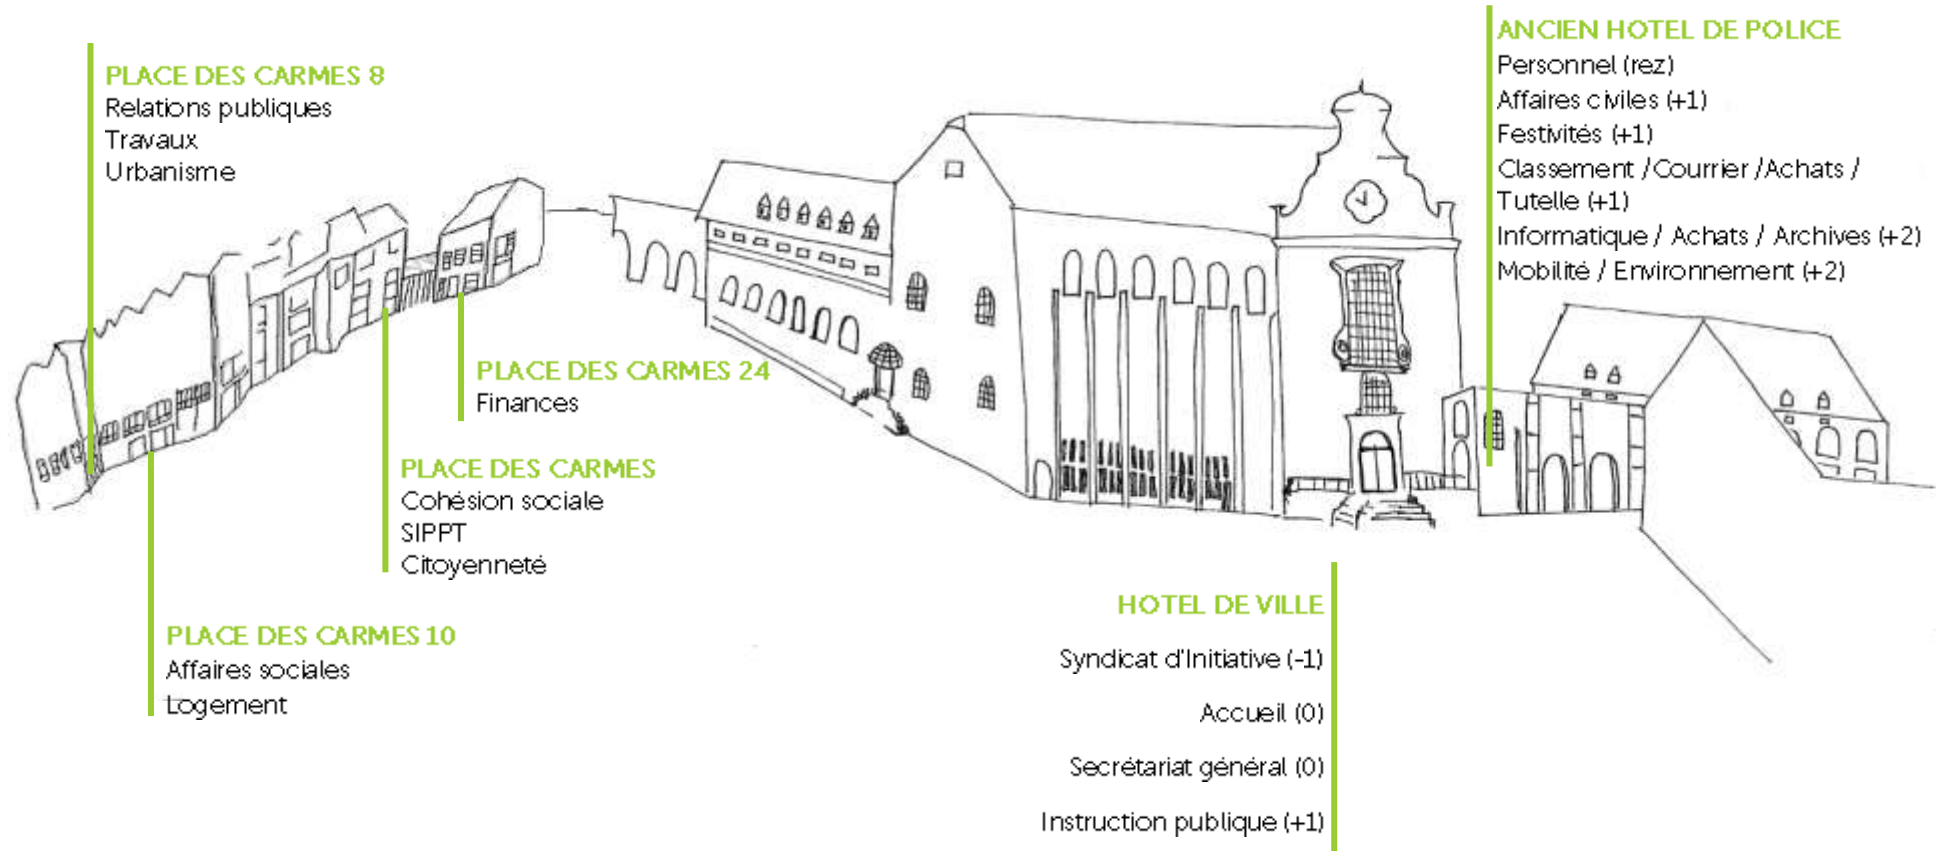 PLACE DES CARMES 8
Relations publiques
Travaux
Urbanisme
PLACE DES CARMES 24
Finances
PLACE DES CARMES
Cohésion sociale
SIPPT
Citoyenneté
PLACE DES CARMES 10
Affaires sociales
Logement
HOTEL DE VILLE
Syndicat d'Initiative (-1)
Accueil (0)
Secrétariat général (0)
Instruction publique (+1)
ANCIEN HOTEL DE POLICE
Personnel (rez)
Affaires civiles (+1)
Festivités (+1)
Classement /Courrier /Achats /
Tutelle (+1)
Informatique / Achats / Archives (+2)
Mobilité / Environnement (+2)